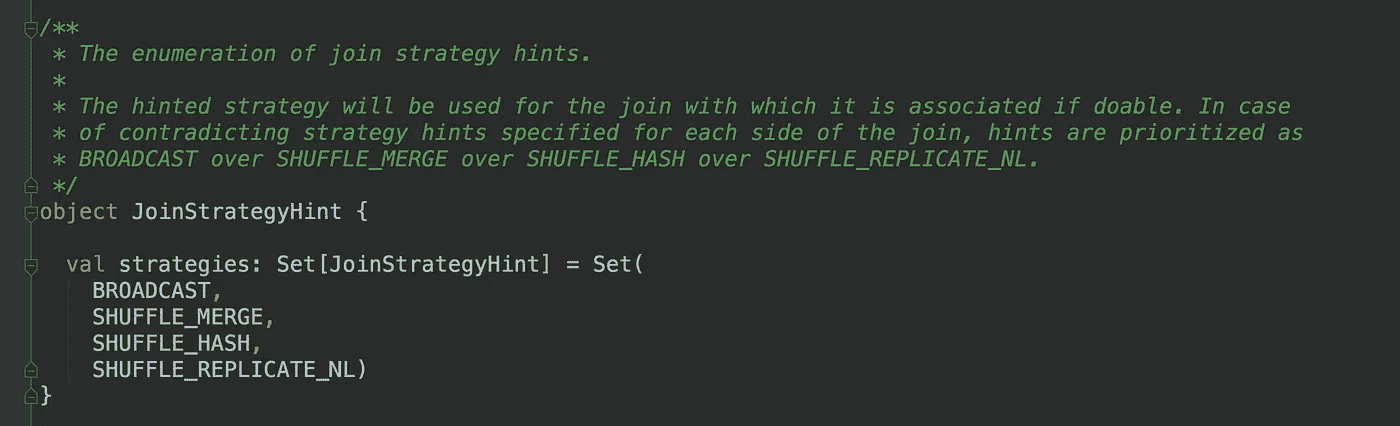 /**
* The enumeration of join strategy hints.
*
* The hinted strategy will be used for the join with which it is associated if doable. In case
* of contradicting strategy hints specified for each side of the join, hints are prioritized as
* BROADCAST over SHUFFLE_MERGE over SHUFFLE_HASH over SHUFFLE_REPLICATE_NL.
*/
object JoinStrategyHint {
val strategies: Set[JoinStrategyHint] = Set(
BROADCAST,
SHUFFLE_MERGE,
SHUFFLE_HASH,
SHUFFLE_REPLICATE_NL)
}